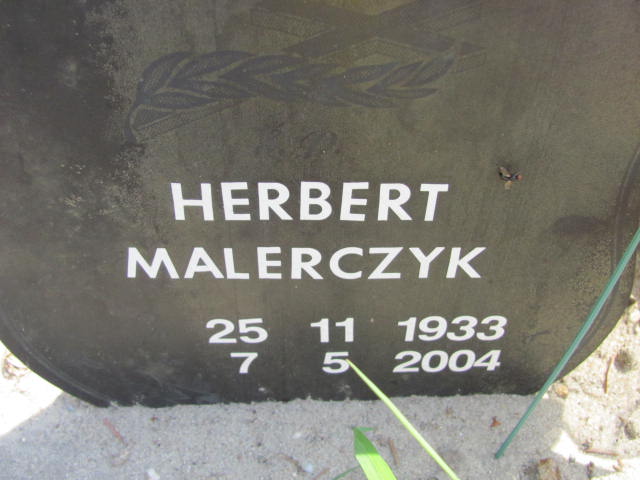 HERBERT
MALERCZYK
25 11 1933
7 5 2004